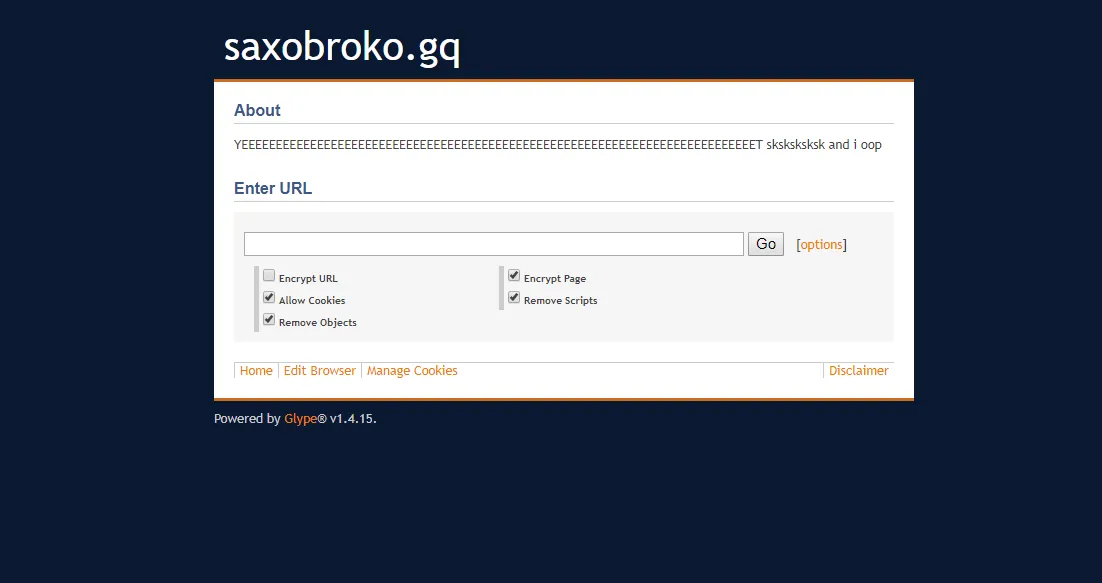 saxobroko.gq
About
YEEEEEEEEEEEEEEEEEEEEEEEEEEEEEEEEEEEEEEEEEEEEEEEEEEEEEEEEEEEEEEEEEEEEEEEEEEET sksksksksk and i oop
Enter URL
Go [options]
Encrypt URL Encrypt Page
Allow Cookies Remove Scripts
Remove Objects
Home Edit Browser Manage Cookies Disclaimer
Powered by Glype® v1.4.15.